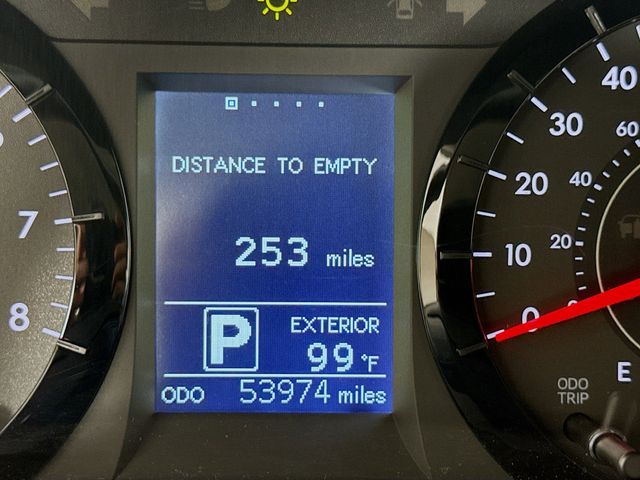 DISTANCE TO EMPTY
253 miles
P
EXTERIOR
99 °F
ODO 53974 miles
7
8
40
30
20
10
0
60
40
20
0
E
ODO
TRIP